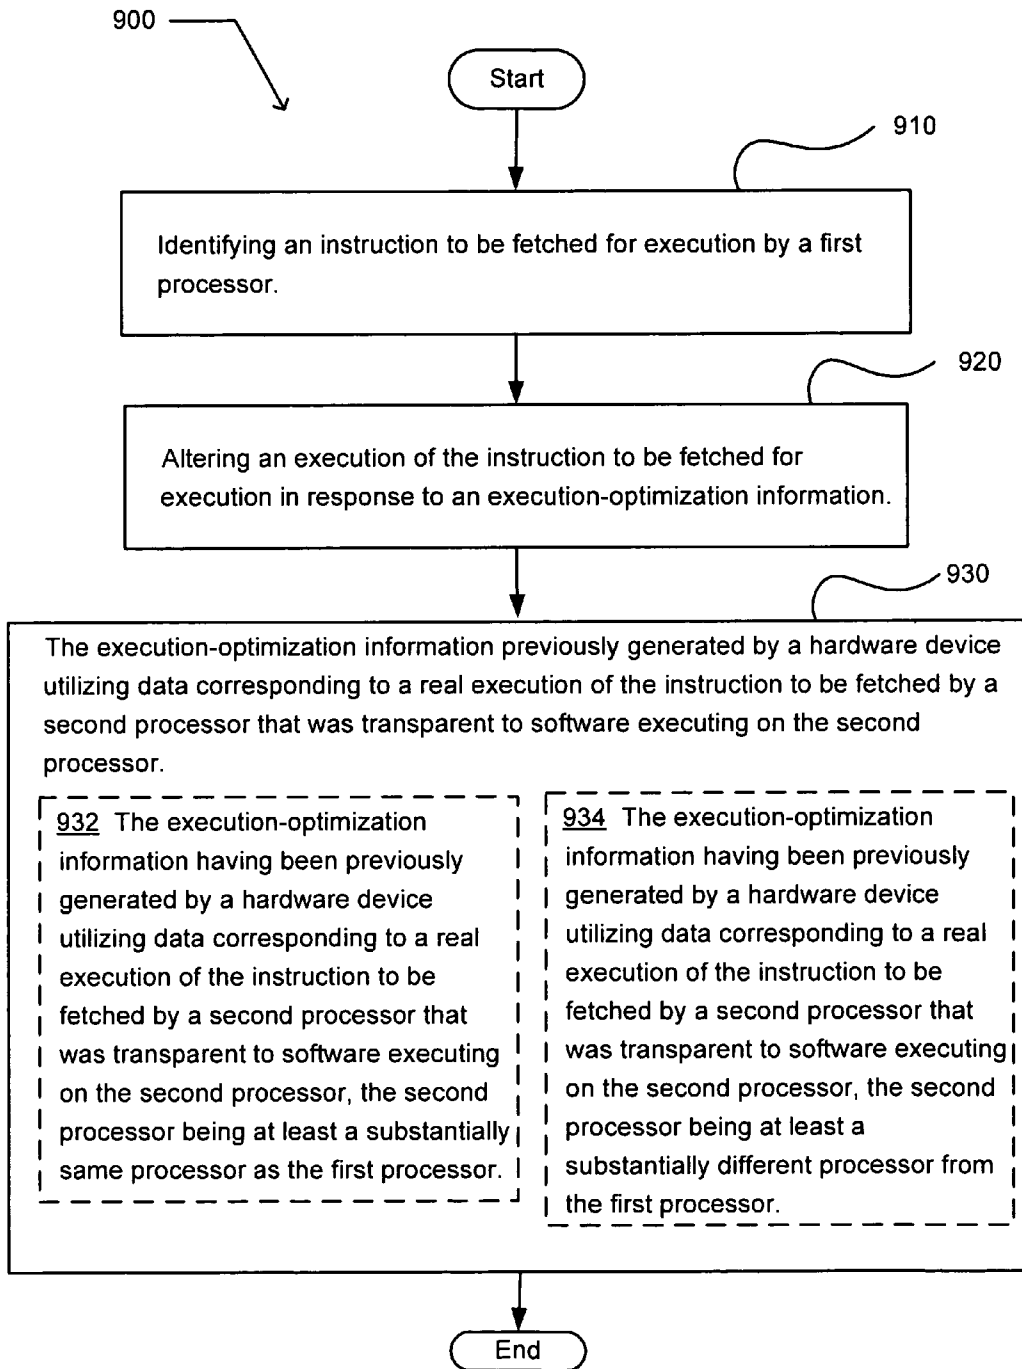 900
Start
910
Identifying an instruction to be fetched for execution by a first
processor.
920
Altering an execution of the instruction to be fetched for
execution in response to an execution-optimization information.
930
The execution-optimization information previously generated by a hardware device
utilizing data corresponding to a real execution of the instruction to be fetched by a
second processor that was transparent to software executing on the second
processor.
932 The execution-optimization
information having been previously
generated by a hardware device
utilizing data corresponding to a real
execution of the instruction to be
fetched by a second processor that
was transparent to software executing
on the second processor, the second
processor being at least a substantially
same processor as the first processor.
934 The execution-optimization
information having been previously
generated by a hardware device
utilizing data corresponding to a real
execution of the instruction to be
fetched by a second processor that
was transparent to software executing
on the second processor, the second
processor being at least a
substantially different processor from
the first processor.
End